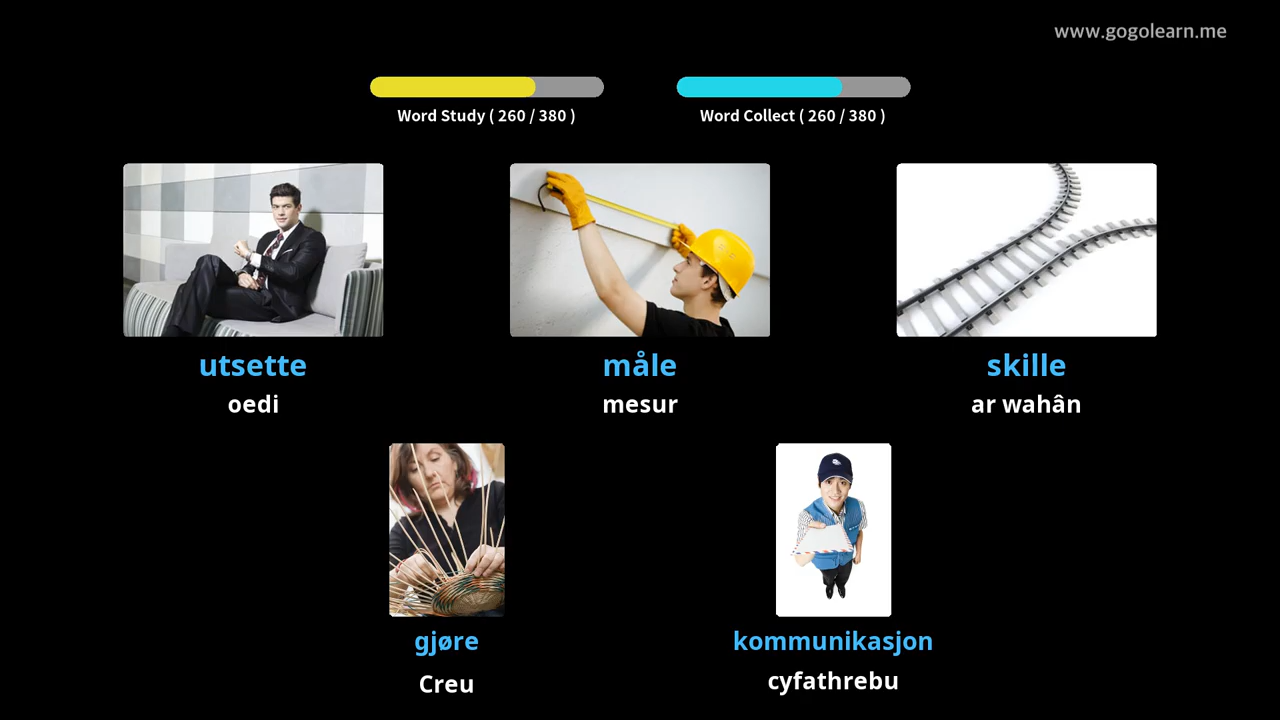 www.gogolearn.me
Word Study ( 260 / 380 )
Word Collect ( 260 / 380 )
utsette
måle
skille
oedi
mesur
ar wahân
gjøre
kommunikasjon
Creu
cyfathrebu